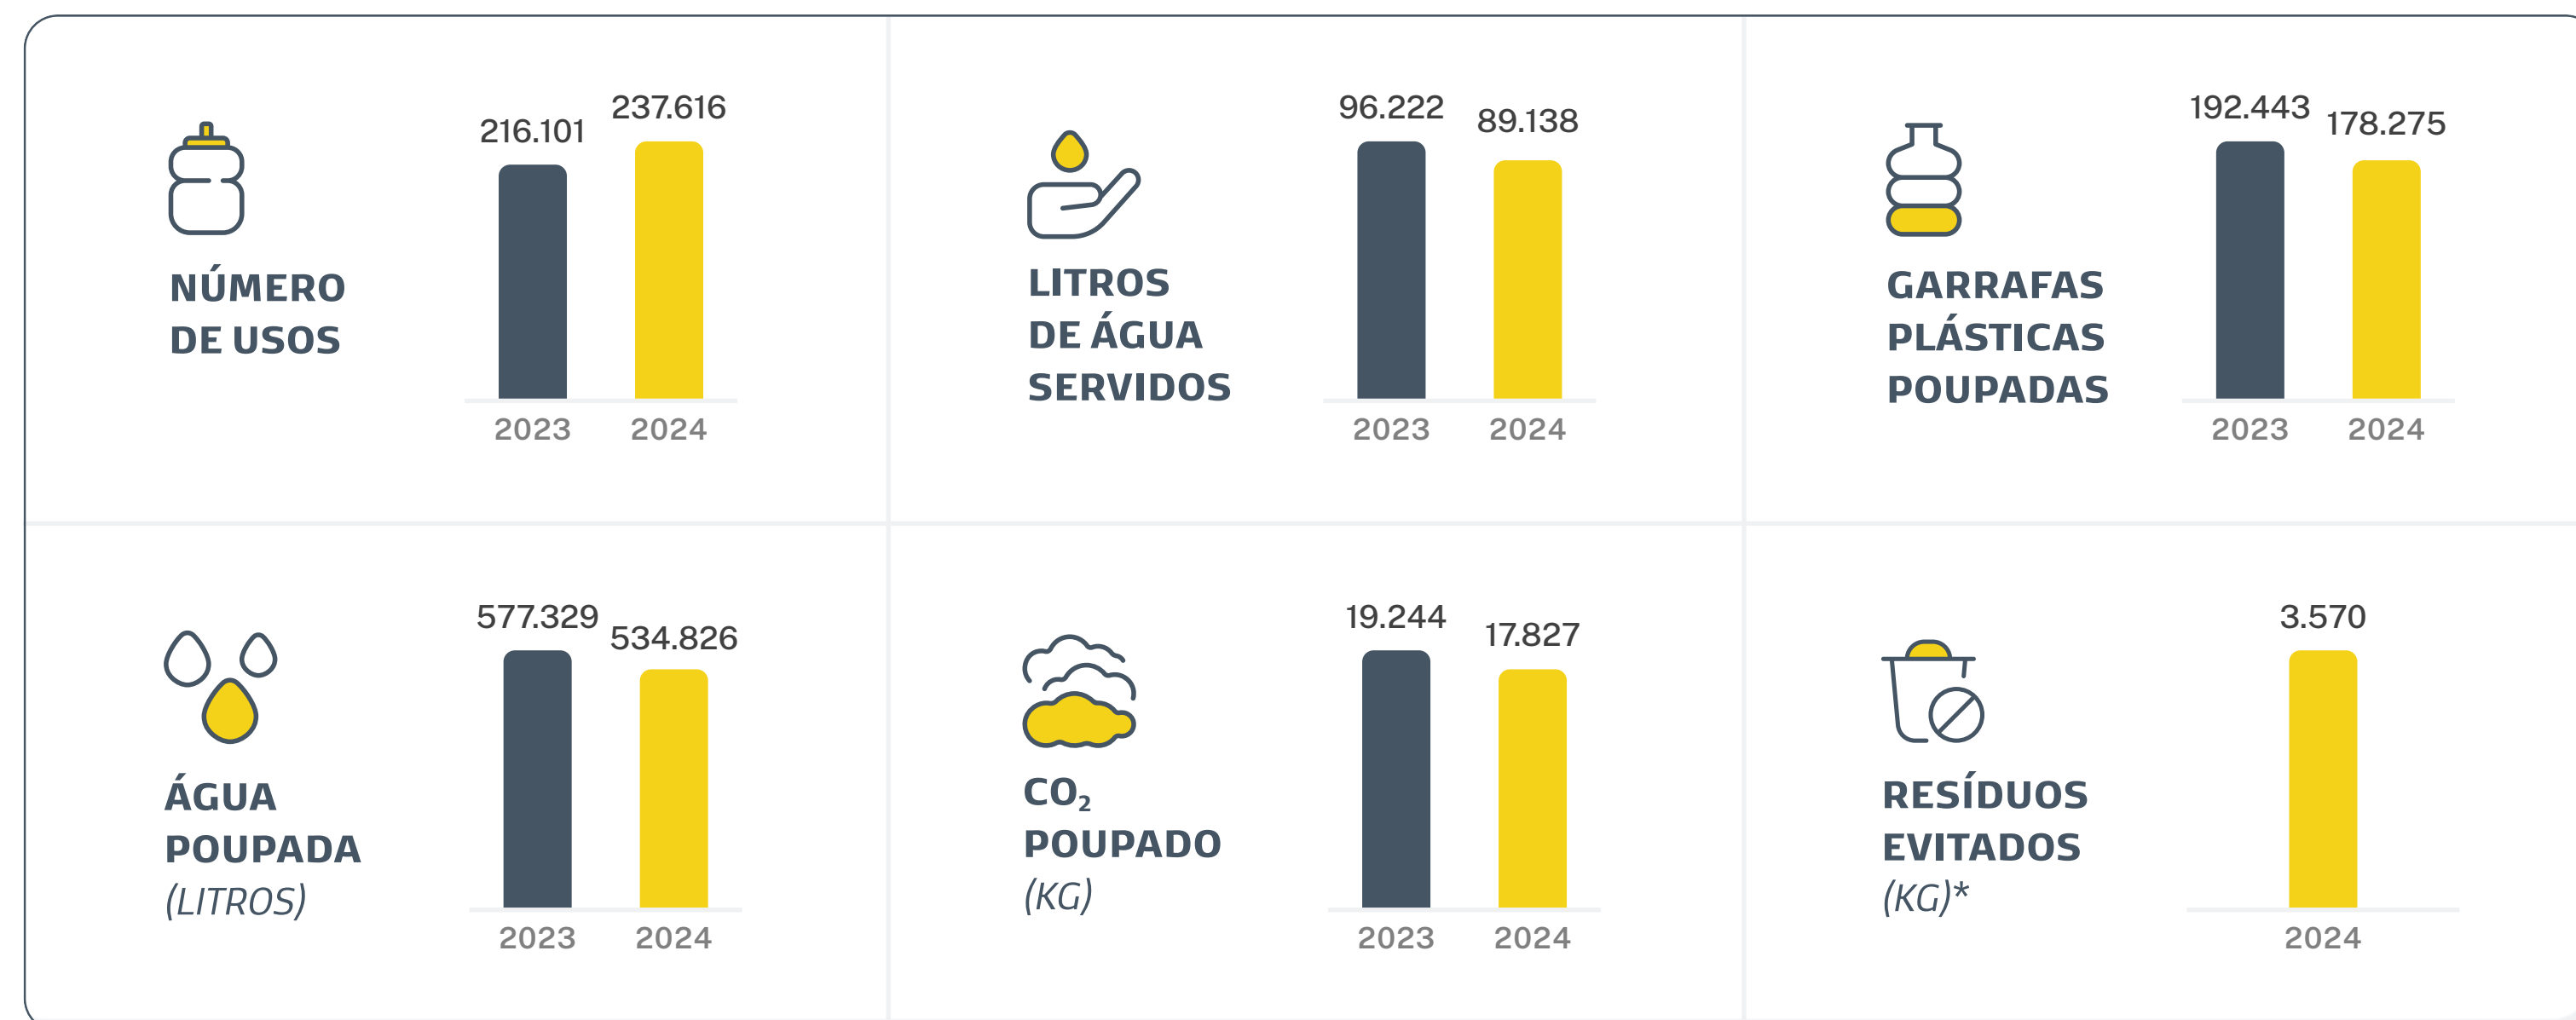 NÚMERO
DE USOS
216.101
237.616
2023
2024
LITROS
DE ÁGUA
SERVIDOS
96.222
89.138
2023
2024
GARRAFAS
PLÁSTICAS
POUPADAS
192.443
178.275
2023
2024
ÁGUA
POUPADA
(LITROS)
577.329
534.826
2023
2024
CO₂
POUPADO
(KG)
19.244
17.827
2023
2024
RESÍDUOS
EVITADOS
(KG)*
3.570
2024